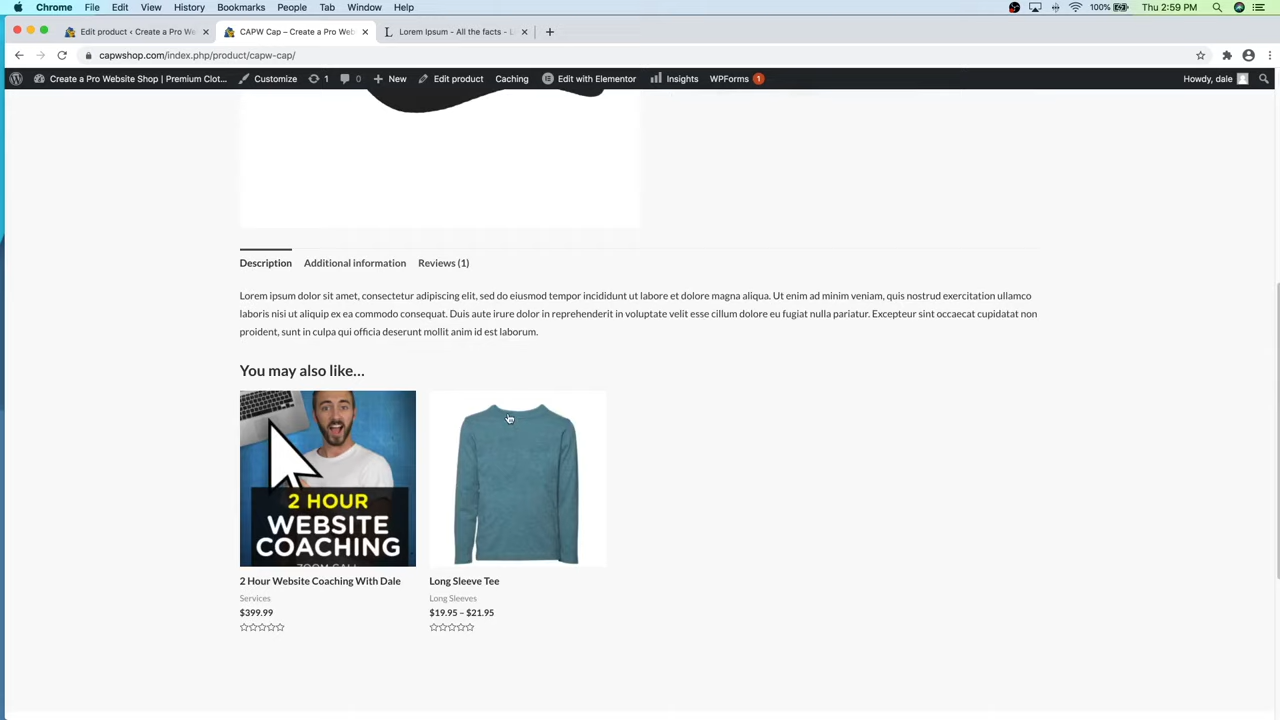 Chrome File Edit View History Bookmarks People Tab Window Help 100% Thu 2:59 PM
Edit product ‹ Create a Pro We CAPW Cap – Create a Pro Web Lorem Ipsum - All the facts - L
capwshop.com/index.php/product/capw-cap/
Create a Pro Website Shop | Premium Clot... Customize 1 0 New Edit product Caching Edit with Elementor Insights WPForms 1 Howdy, dale
Description Additional information Reviews (1)
Lorem ipsum dolor sit amet, consectetur adipiscing elit, sed do eiusmod tempor incididunt ut labore et dolore magna aliqua. Ut enim ad minim veniam, quis nostrud exercitation ullamco
laboris nisi ut aliquip ex ea commodo consequat. Duis aute irure dolor in reprehenderit in voluptate velit esse cillum dolore eu fugiat nulla pariatur. Excepteur sint occaecat cupidatat non
proident, sunt in culpa qui officia deserunt mollit anim id est laborum.
You may also like...
2 HOUR
WEBSITE
COACHING
ZOOM CALL
2 Hour Website Coaching With Dale Long Sleeve Tee
Services Long Sleeves
$399.99 $19.95 – $21.95